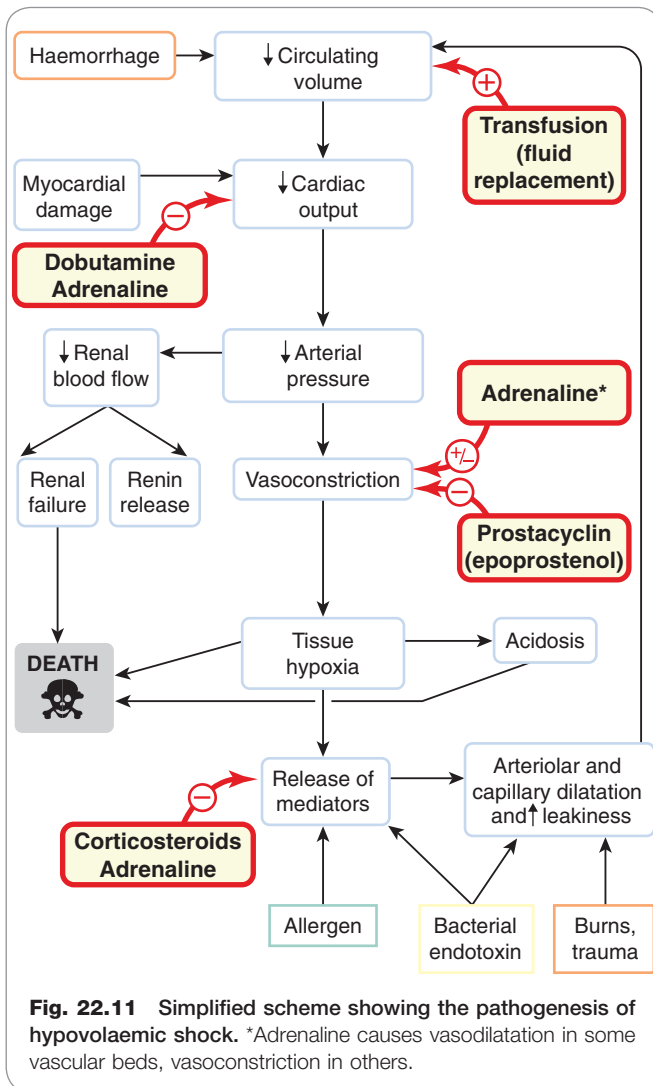 Haemorrhage
↓ Circulating
volume
+
Transfusion
(fluid
replacement)
Myocardial
damage
↓ Cardiac
output
−
Dobutamine
Adrenaline
↓ Renal
blood flow
↓ Arterial
pressure
Adrenaline*
+/−
Renal
failure
Renin
release
Vasoconstriction
−
Prostacyclin
(epoprostenol)
DEATH
Tissue
hypoxia
Acidosis
−
Release of
mediators
Arteriolar and
capillary dilatation
and ↑ leakiness
Corticosteroids
Adrenaline
Allergen
Bacterial
endotoxin
Burns,
trauma
Fig. 22.11 Simplified scheme showing the pathogenesis of
hypovolaemic shock. *Adrenaline causes vasodilatation in some
vascular beds, vasoconstriction in others.